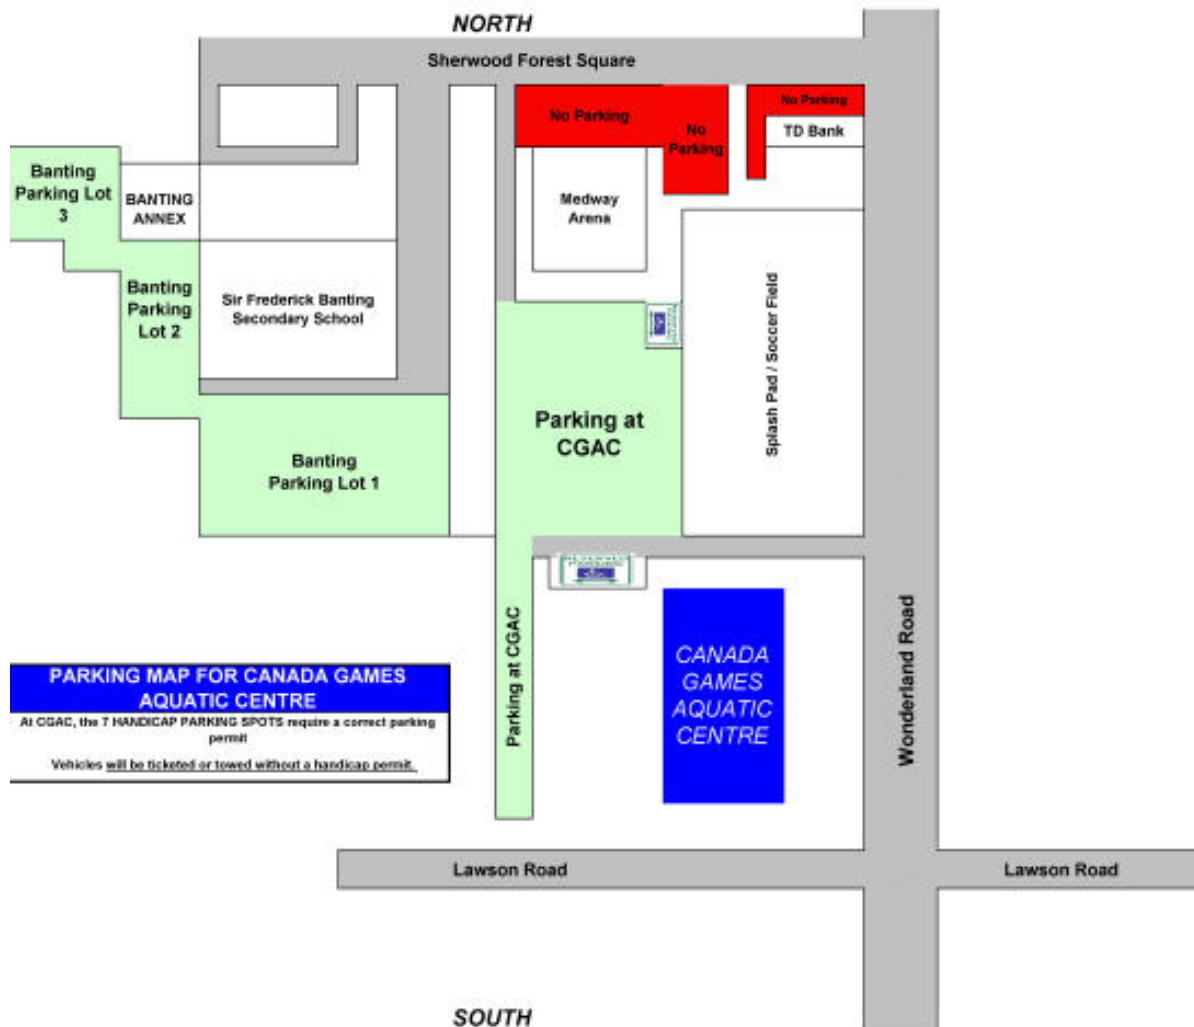 NORTH
Sherwood Forest Square
No Parking
No
Parking
No Parking
TD Bank
Banting
Parking Lot
3
BANTING
ANNEX
Medway
Arena
Banting
Parking
Lot 2
Sir Frederick Banting
Secondary School
Splash Pad / Soccer Field
Parking at
CGAC
Banting
Parking Lot 1
Parking at CGAC
CANADA
GAMES
AQUATIC
CENTRE
Wonderland Road
PARKING MAP FOR CANADA GAMES
AQUATIC CENTRE
At CGAC, the 7 HANDICAP PARKING SPOTS require a correct parking
permit
Vehicles will be ticketed or towed without a handicap permit.
Lawson Road
Lawson Road
SOUTH